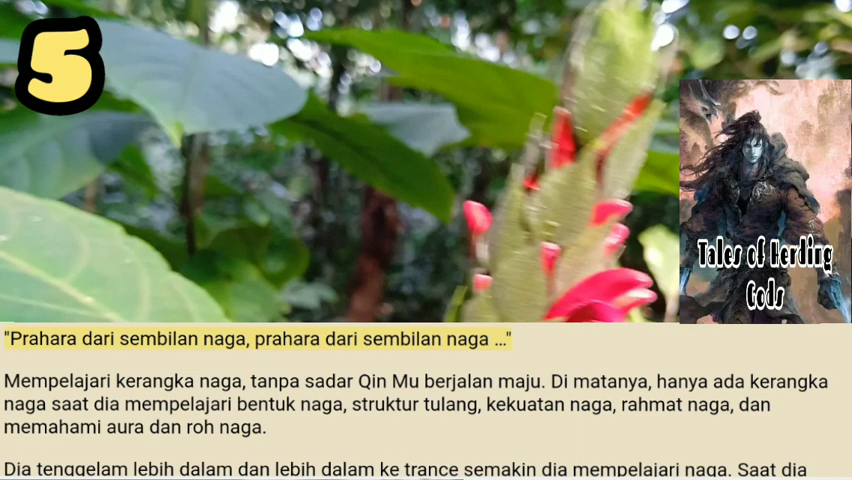 5
Tales of Herding
Gods
"Prahara dari sembilan naga, prahara dari sembilan naga ..."
Mempelajari kerangka naga, tanpa sadar Qin Mu berjalan maju. Di matanya, hanya ada kerangka
naga saat dia mempelajari bentuk naga, struktur tulang, kekuatan naga, rahmat naga, dan
memahami aura dan roh naga.
Dia tenggelam lebih dalam dan lebih dalam ke trance semakin dia mempelajari naga. Saat dia